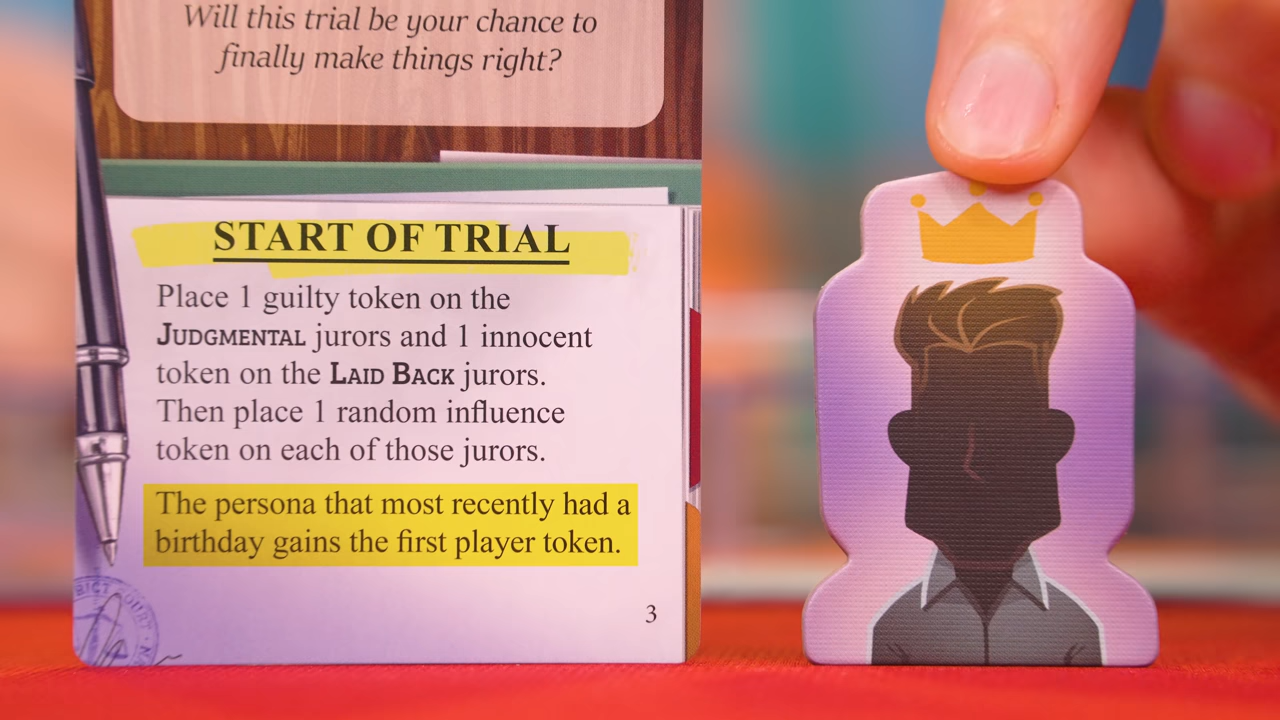 Will this trial be your chance to
finally make things right?
START OF TRIAL
Place 1 guilty token on the
JUDGMENTAL jurors and 1 innocent
token on the LAID BACK jurors.
Then place 1 random influence
token on each of those jurors.
The persona that most recently had a
birthday gains the first player token.
3